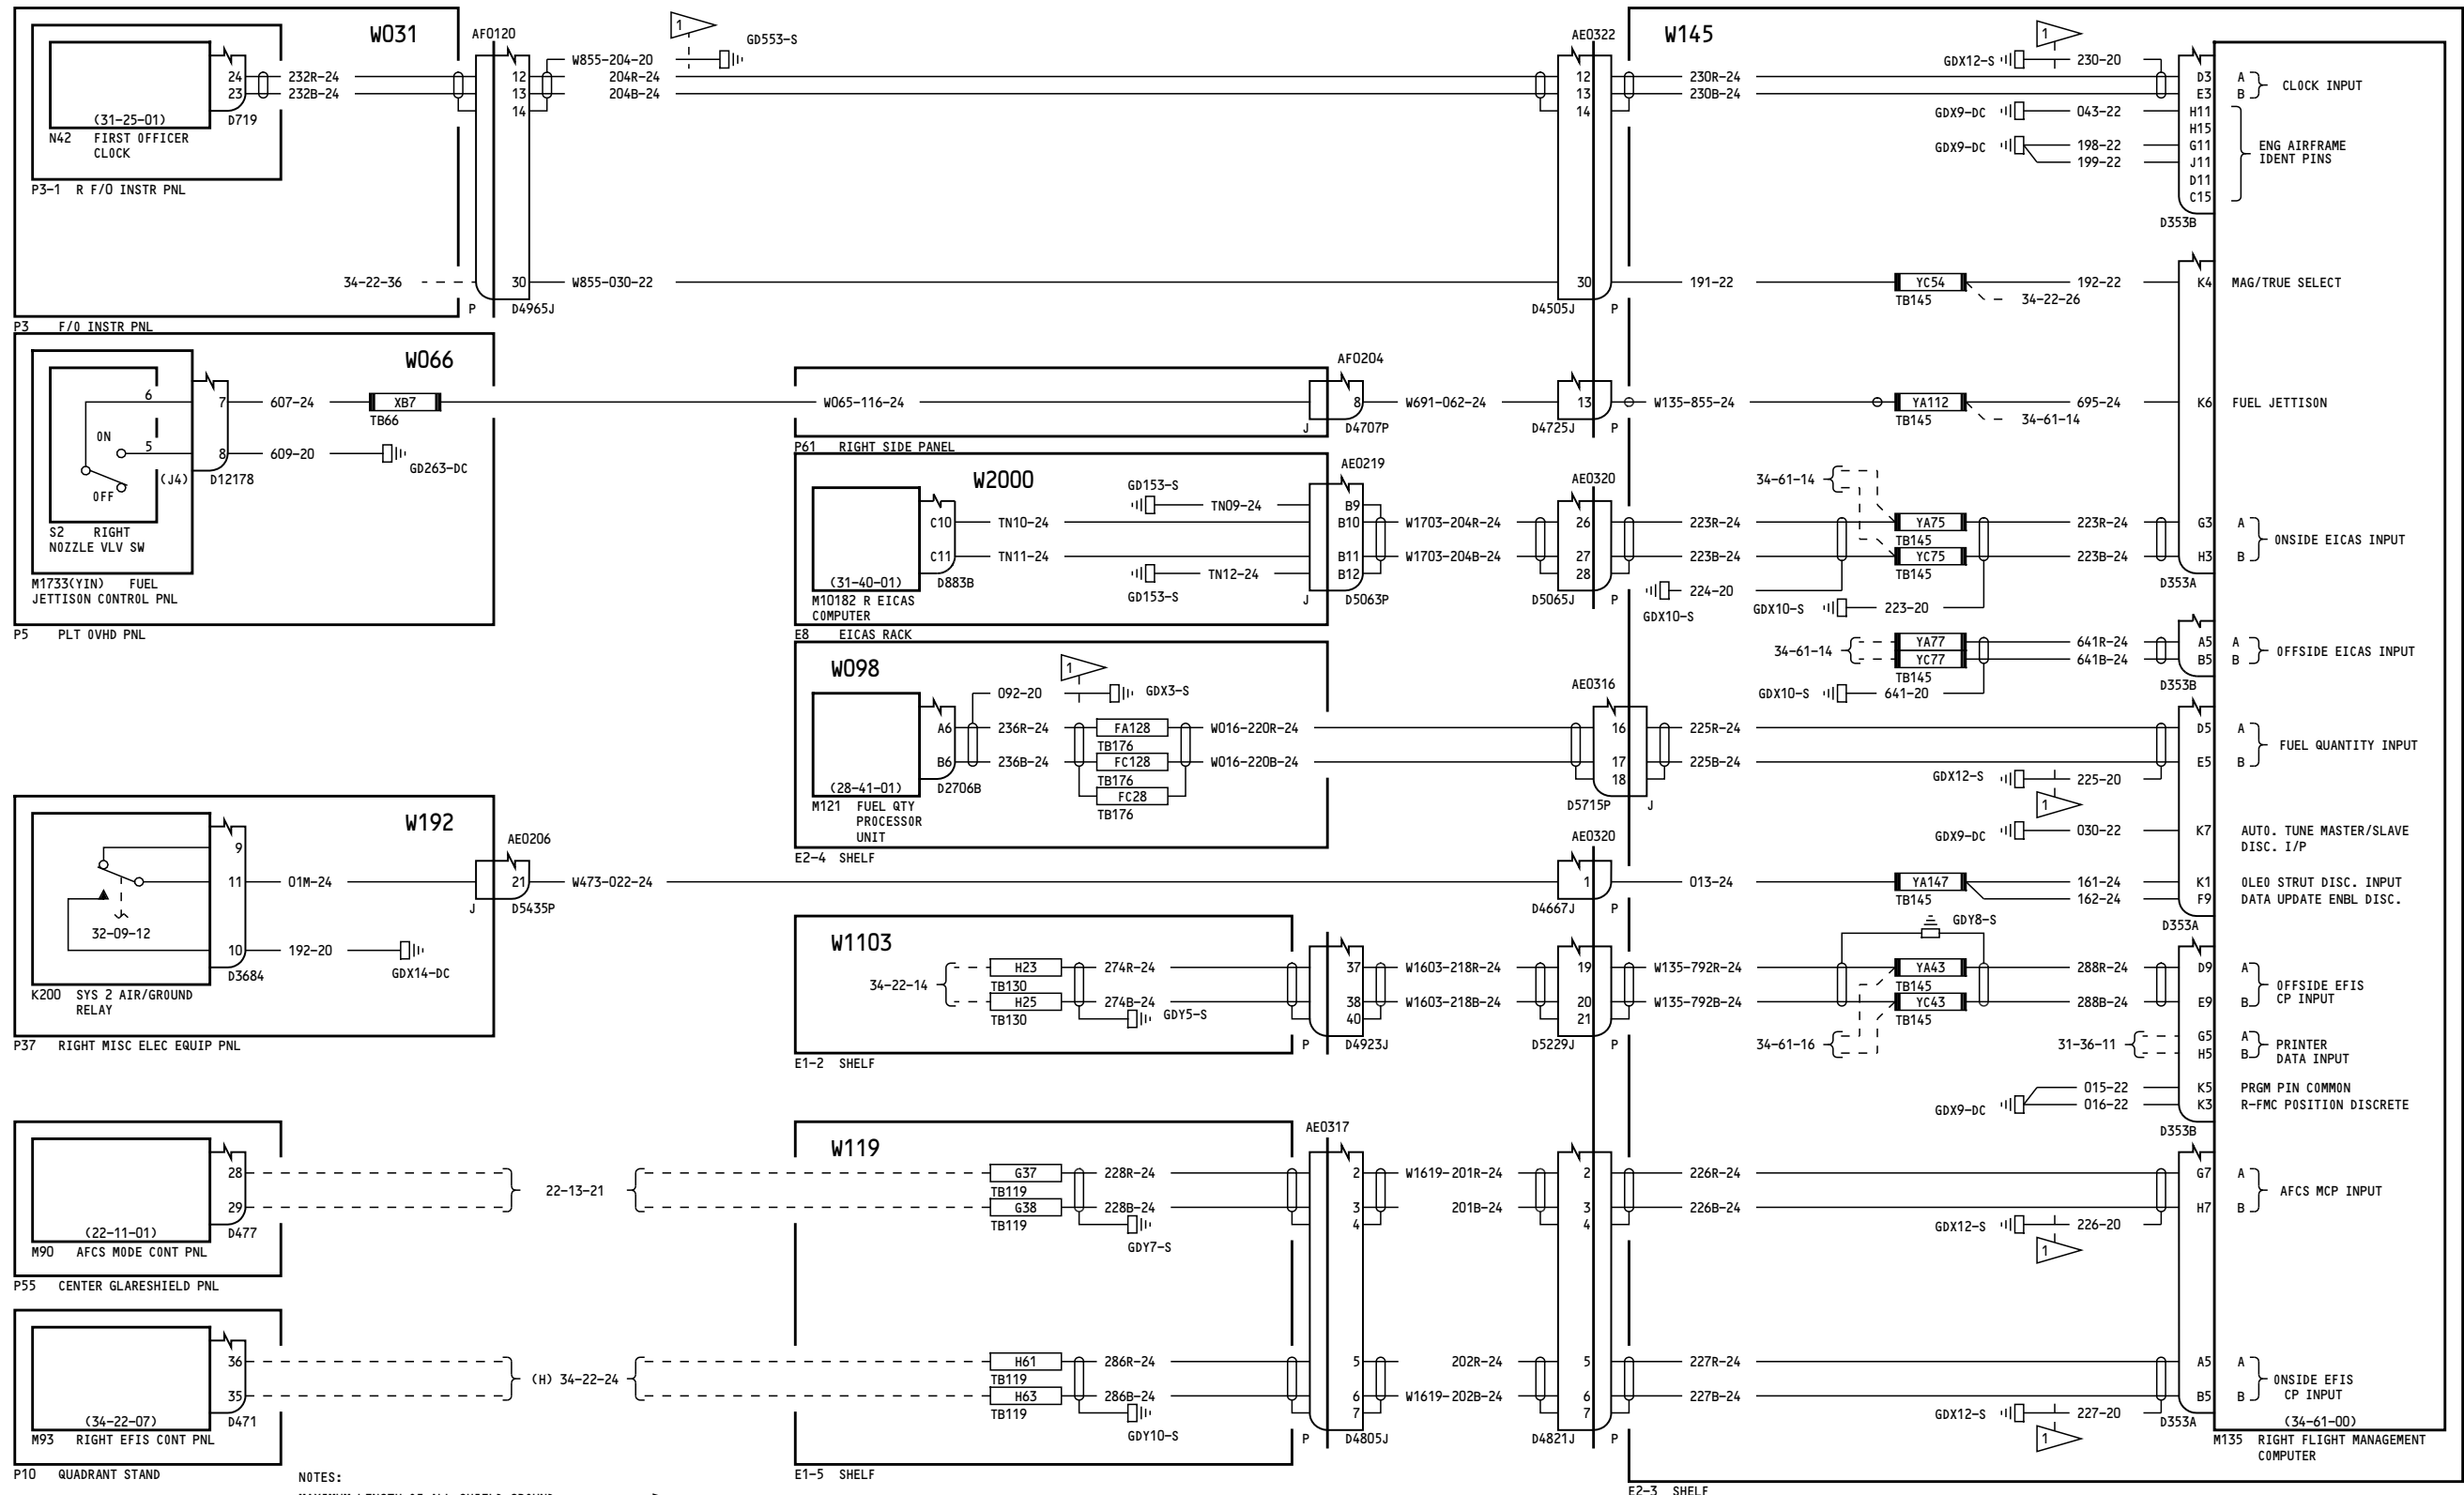 W031
AF0120
1
GD553-S
W855-204-20
24 232R-24 12 204R-24
23 232B-24 13 204B-24
14
(31-25-01) D719
N42 FIRST OFFICER
CLOCK
P3-1 R F/O INSTR PNL
34-22-36 30 W855-030-22
P D4965J
P3 F/O INSTR PNL
AE0322
12 230R-24
13 230B-24
14
30 191-22
D4505J P
W145
1
GDX12-S 230-20
D3 A
E3 B
CLOCK INPUT
GDX9-DC 043-22 H11
H15
GDX9-DC 198-22 G11
199-22 J11
D11
C15
ENG AIRFRAME
IDENT PINS
D353B
YC54 192-22 K4 MAG/TRUE SELECT
TB145 34-22-26
W066
6 7 607-24 XB7
TB66
ON
5 8 609-20
GD263-DC
OFF
(J4) D12178
S2 RIGHT
NOZZLE VLV SW
M1733(YIN) FUEL
JETTISON CONTROL PNL
P5 PLT OVHD PNL
AF0204
W065-116-24 8 W691-062-24 13 W135-855-24 YA112 695-24 K6 FUEL JETTISON
J D4707P D4725J P TB145 34-61-14
P61 RIGHT SIDE PANEL
W2000
AE0219
AE0320
GD153-S
TN09-24 B9
C10 TN10-24 B10 W1703-204R-24 26 223R-24
C11 TN11-24 B11 W1703-204B-24 27 223B-24
TN12-24 B12 28
GD153-S
(31-40-01) D883B
M10182 R EICAS
COMPUTER
J D5063P D5065J P
E8 EICAS RACK
34-61-14
YA75 223R-24 G3 A
TB145
YC75 223B-24 H3 B
TB145
ONSIDE EICAS INPUT
D353A
224-20
GDX10-S
GDX10-S 223-20
34-61-14
YA77 641R-24 A5 A
YC77 641B-24 B5 B
TB145
OFFSIDE EICAS INPUT
GDX10-S 641-20
D353B
W098
1
092-20 GDX3-S
A6 236R-24 FA128 W016-220R-24
TB176
B6 236B-24 FC128 W016-220B-24
TB176
FC28
TB176
(28-41-01) D2706B
M121 FUEL QTY
PROCESSOR
UNIT
E2-4 SHELF
AE0316
16 225R-24 D5 A
17 225B-24 E5 B
18
FUEL QUANTITY INPUT
D5715P J
GDX12-S 225-20
1
GDX9-DC 030-22 K7 AUTO. TUNE MASTER/SLAVE
DISC. I/P
W192
AE0206
AE0320
9
11 01M-24 21 W473-022-24 1 013-24 YA147 161-24 K1 OLEO STRUT DISC. INPUT
J D5435P D4667J P TB145 162-24 F9 DATA UPDATE ENBL DISC.
32-09-12
10 192-20
D3684 GDX14-DC
K200 SYS 2 AIR/GROUND
RELAY
P37 RIGHT MISC ELEC EQUIP PNL
D353A
GDY8-S
W1103
34-22-14
H23 274R-24 37 W1603-218R-24 19 W135-792R-24 YA43 288R-24 D9 A
TB130 TB145
H25 274B-24 38 W1603-218B-24 20 W135-792B-24 YC43 288B-24 E9 B
TB130 GDY5-S 40 21 TB145
OFFSIDE EFIS
CP INPUT
P D4923J D5229J P
E1-2 SHELF
34-61-16
31-36-11
G5 A
H5 B
PRINTER
DATA INPUT
015-22 K5 PRGM PIN COMMON
GDX9-DC 016-22 K3 R-FMC POSITION DISCRETE
D353B
28
29
22-13-21
(22-11-01) D477
M90 AFCS MODE CONT PNL
P55 CENTER GLARESHIELD PNL
W119
AE0317
G37 228R-24 2 W1619-201R-24 2 226R-24 G7 A
TB119
G38 228B-24 3 201B-24 3 226B-24 H7 B
TB119 4 4
GDY7-S
AFCS MCP INPUT
GDX12-S 226-20
1
36
35
(H) 34-22-24
(34-22-07) D471
M93 RIGHT EFIS CONT PNL
P10 QUADRANT STAND
H61 286R-24 5 202R-24 5 227R-24 A5 A
TB119
H63 286B-24 6 W1619-202B-24 6 227B-24 B5 B
TB119 7 7
GDY10-S
ONSIDE EFIS
CP INPUT
GDX12-S 227-20
1
D353A
P D4805J D4821J P
(34-61-00)
M135 RIGHT FLIGHT MANAGEMENT
COMPUTER
E1-5 SHELF
NOTES:
E2-3 SHELF